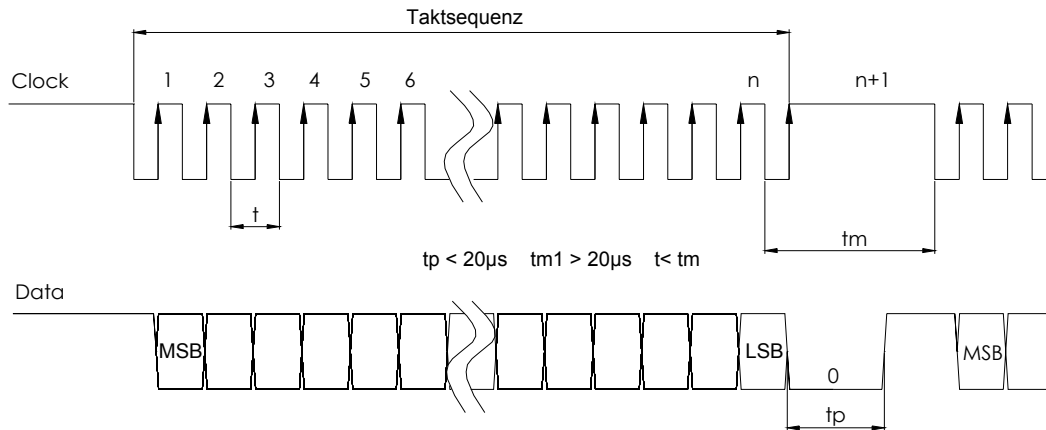 Taktsequenz
Clock 1 2 3 4 5 6 n n+1
t tm
tp < 20µs tm1 > 20µs t< tm
Data
MSB LSB 0 MSB
tp